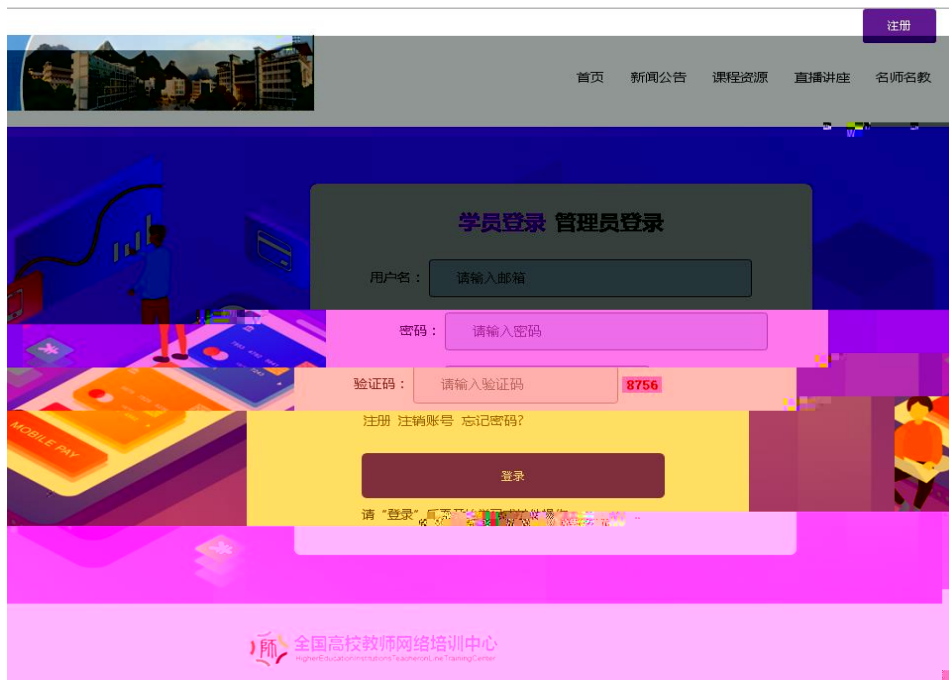 注册
首页 新闻公告 课程资源 直播讲座 名师名教
学员登录 管理员登录
用户名： 请输入邮箱
密码： 请输入密码
验证码： 请输入验证码 8756
注册 注销账号 忘记密码?
MOBILE PAY
登录
请“登录”
全国高校教师网络培训中心
HigherEducationInstitutionsTeacheronLineTrainingCenter